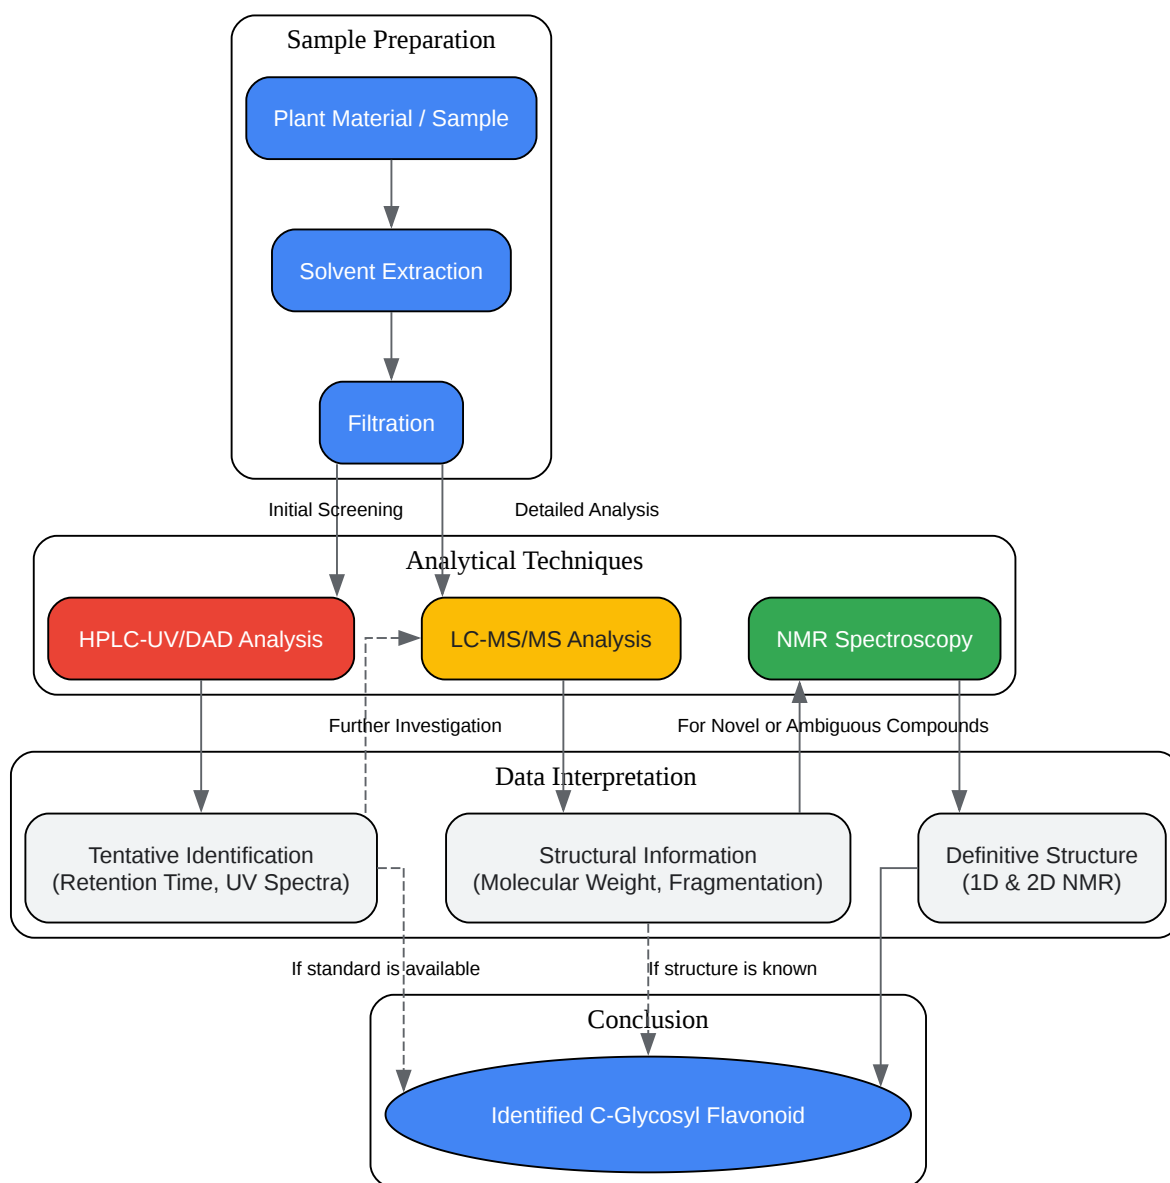 Sample Preparation
Plant Material / Sample
Solvent Extraction
Filtration
Initial Screening
Detailed Analysis
Analytical Techniques
HPLC-UV/DAD Analysis
LC-MS/MS Analysis
NMR Spectroscopy
Further Investigation
For Novel or Ambiguous Compounds
Data Interpretation
Tentative Identification
(Retention Time, UV Spectra)
Structural Information
(Molecular Weight, Fragmentation)
Definitive Structure
(1D & 2D NMR)
If standard is available
If structure is known
Conclusion
Identified C-Glycosyl Flavonoid